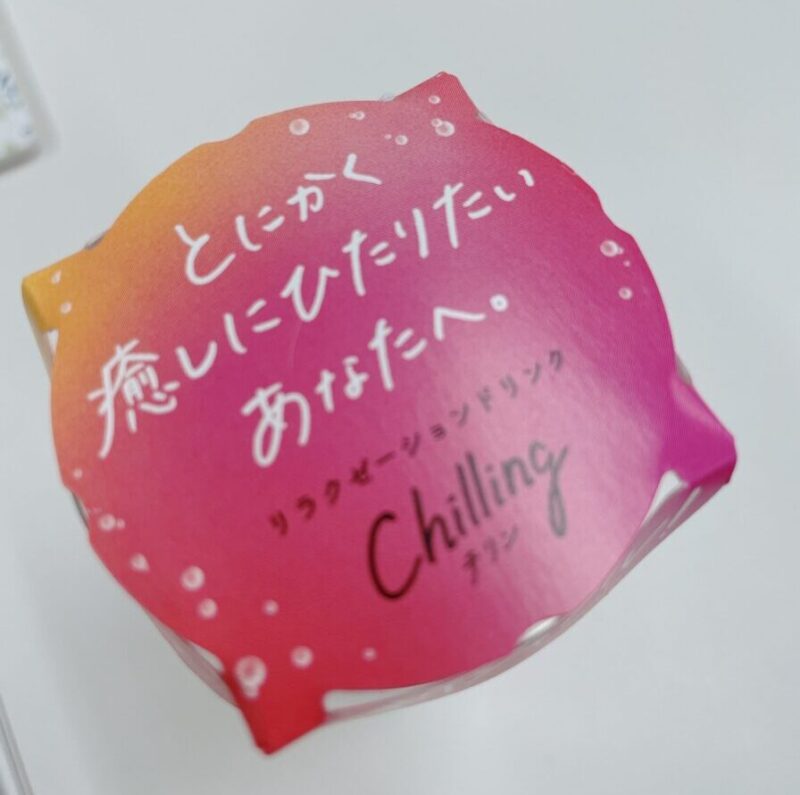 とにかく
癒しにひたりたい
あなたへ。
リラクゼーションドリンク
Chilling
チリン